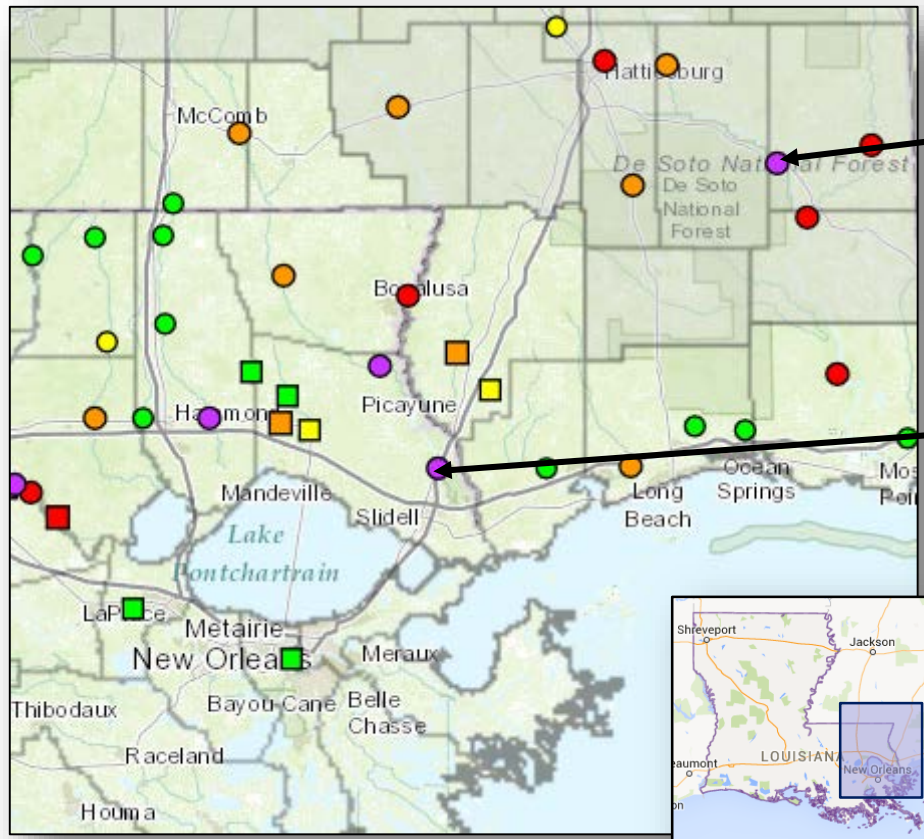 McComb
Hattiesburg
De Soto National Forest
De Soto
National
Forest
Bogalusa
Picayune
Hammond
Mandeville
Slidell
Long
Beach
Ocean
Springs
Lake
Pontchartrain
LaPlace
Metairie
New Orleans
Meraux
Bayou Cane
Belle
Chasse
Thibodaux
Raceland
Houma
Shreveport
Jackson
LOUISIANA
New Orleans
eaumont
on